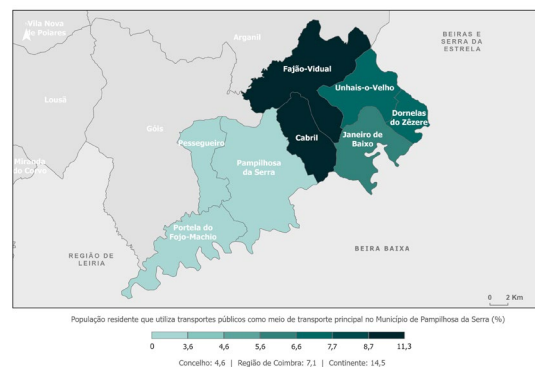 Vila Nova
de Poiares
Arganil
BEIRAS E
SERRA DA
ESTRELA
Fajão-Vidual
Unhais-o-Velho
Lousã
Dornelas
do Zêzere
Góis
Pessegueiro
Cabril
Janeiro de
Baixo
Miranda
do Corvo
Pampilhosa
da Serra
Portela do
Fojo-Machio
REGIÃO DE
LEIRIA
BEIRA BAIXA
0 2 Km
População residente que utiliza transportes públicos como meio de transporte principal no Município de Pampilhosa da Serra (%)
0 3,6 4,6 5,6 6,6 7,7 8,7 11,3
Concelho: 4,6 | Região de Coimbra: 7,1 | Continente: 14,5